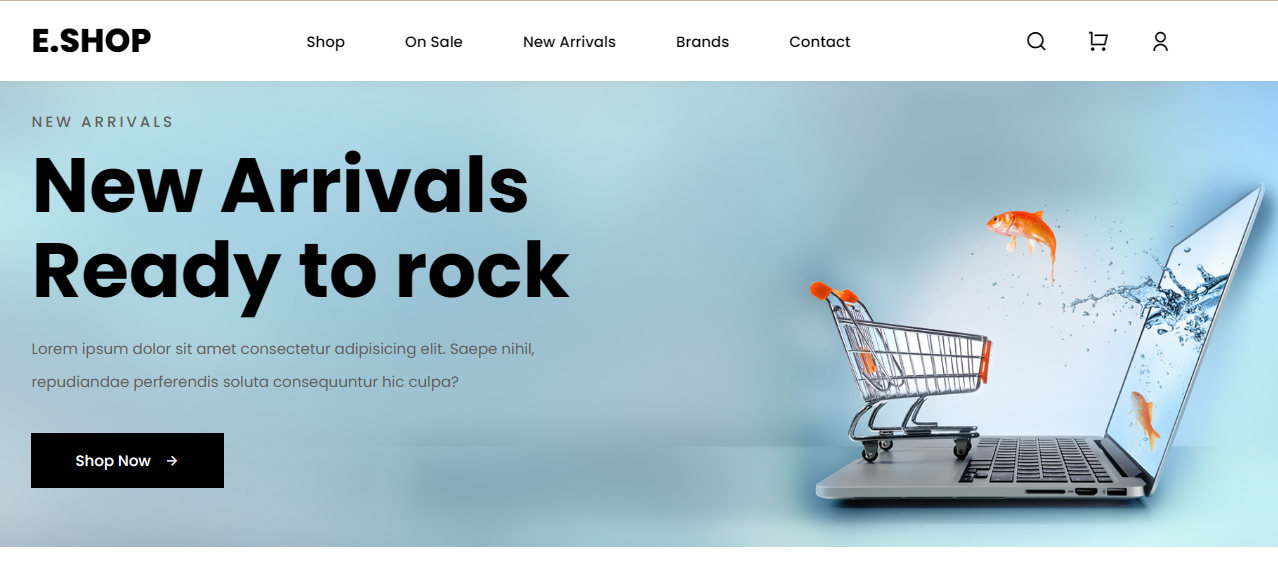 E.SHOP
Shop
On Sale
New Arrivals
Brands
Contact
NEW ARRIVALS
New Arrivals
Ready to rock
Lorem ipsum dolor sit amet consectetur adipisicing elit. Saepe nihil,
repudiandae perferendis soluta consequuntur hic culpa?
Shop Now →